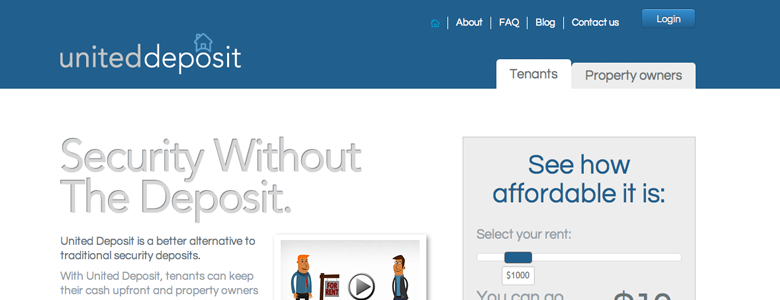 About
FAQ
Blog
Contact us
Login
uniteddeposit
Tenants
Property owners
Security Without
The Deposit.
United Deposit is a better alternative to
traditional security deposits.
With United Deposit, tenants can keep
their cash upfront and property owners
FOR
RENT
See how
affordable it is:
Select your rent:
$1000
You can go